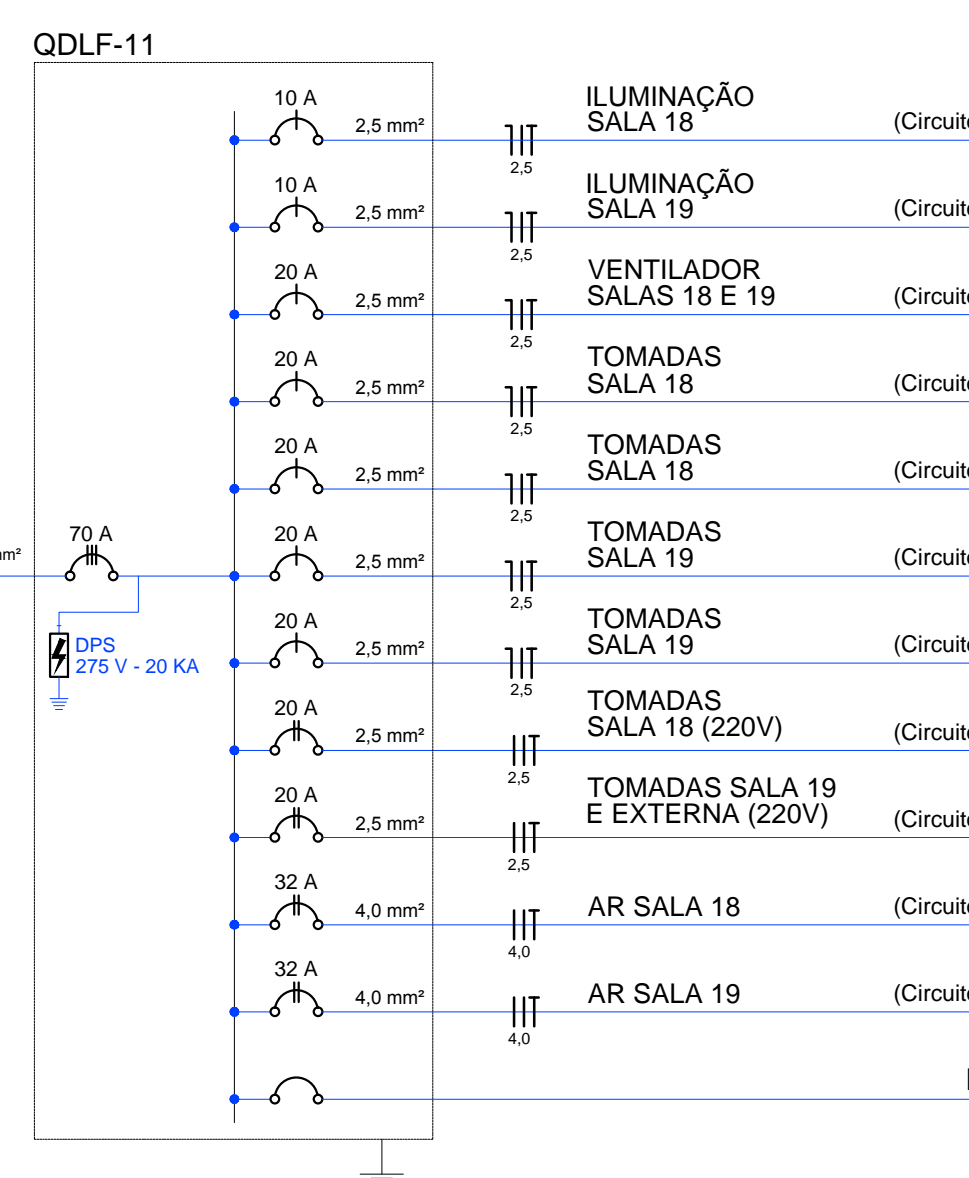 QDLF-11
10 A
2,5 mm²
2,5
ILUMINAÇÃO
SALA 18
(Circuito
10 A
2,5 mm²
2,5
ILUMINAÇÃO
SALA 19
(Circuito
20 A
2,5 mm²
2,5
VENTILADOR
SALAS 18 E 19
(Circuito
20 A
2,5 mm²
2,5
TOMADAS
SALA 18
(Circuito
20 A
2,5 mm²
2,5
TOMADAS
SALA 18
(Circuito
70 A
mm²
DPS
275 V - 20 KA
20 A
2,5 mm²
2,5
TOMADAS
SALA 19
(Circuito
20 A
2,5 mm²
2,5
TOMADAS
SALA 19
(Circuito
20 A
2,5 mm²
2,5
TOMADAS
SALA 18 (220V)
(Circuito
20 A
2,5 mm²
2,5
TOMADAS SALA 19
E EXTERNA (220V)
(Circuito
32 A
4,0 mm²
4,0
AR SALA 18
(Circuito
32 A
4,0 mm²
4,0
AR SALA 19
(Circuito